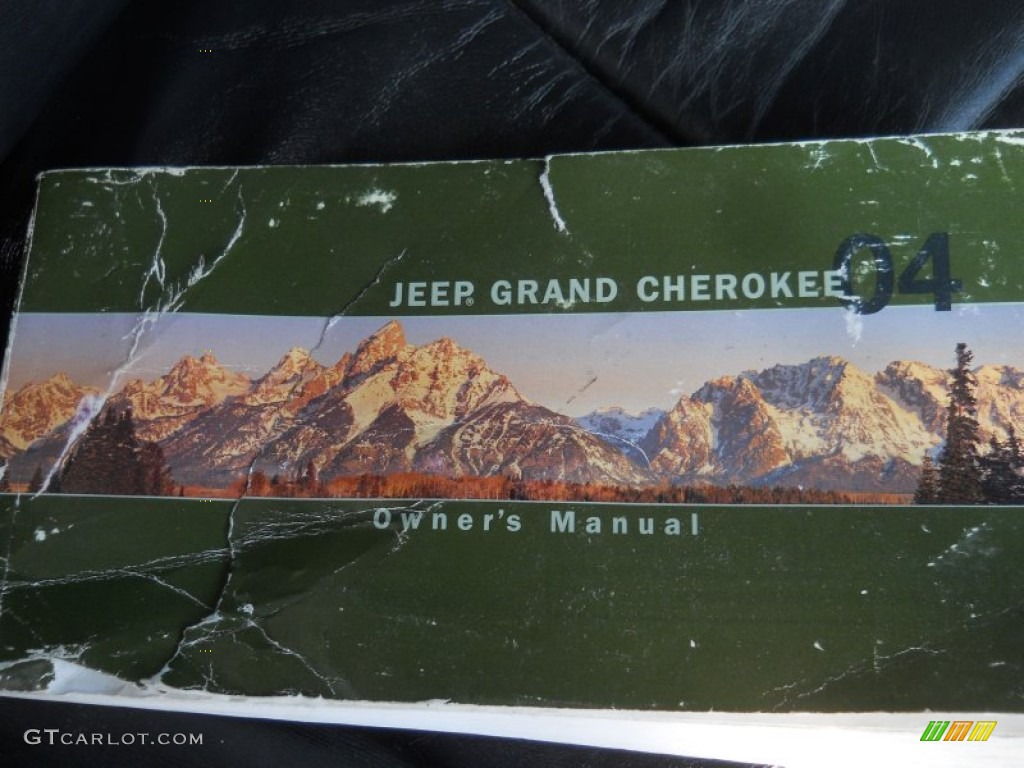 JEEP® GRAND CHEROKEE 04
Owner's Manual
GTCARLOT.COM